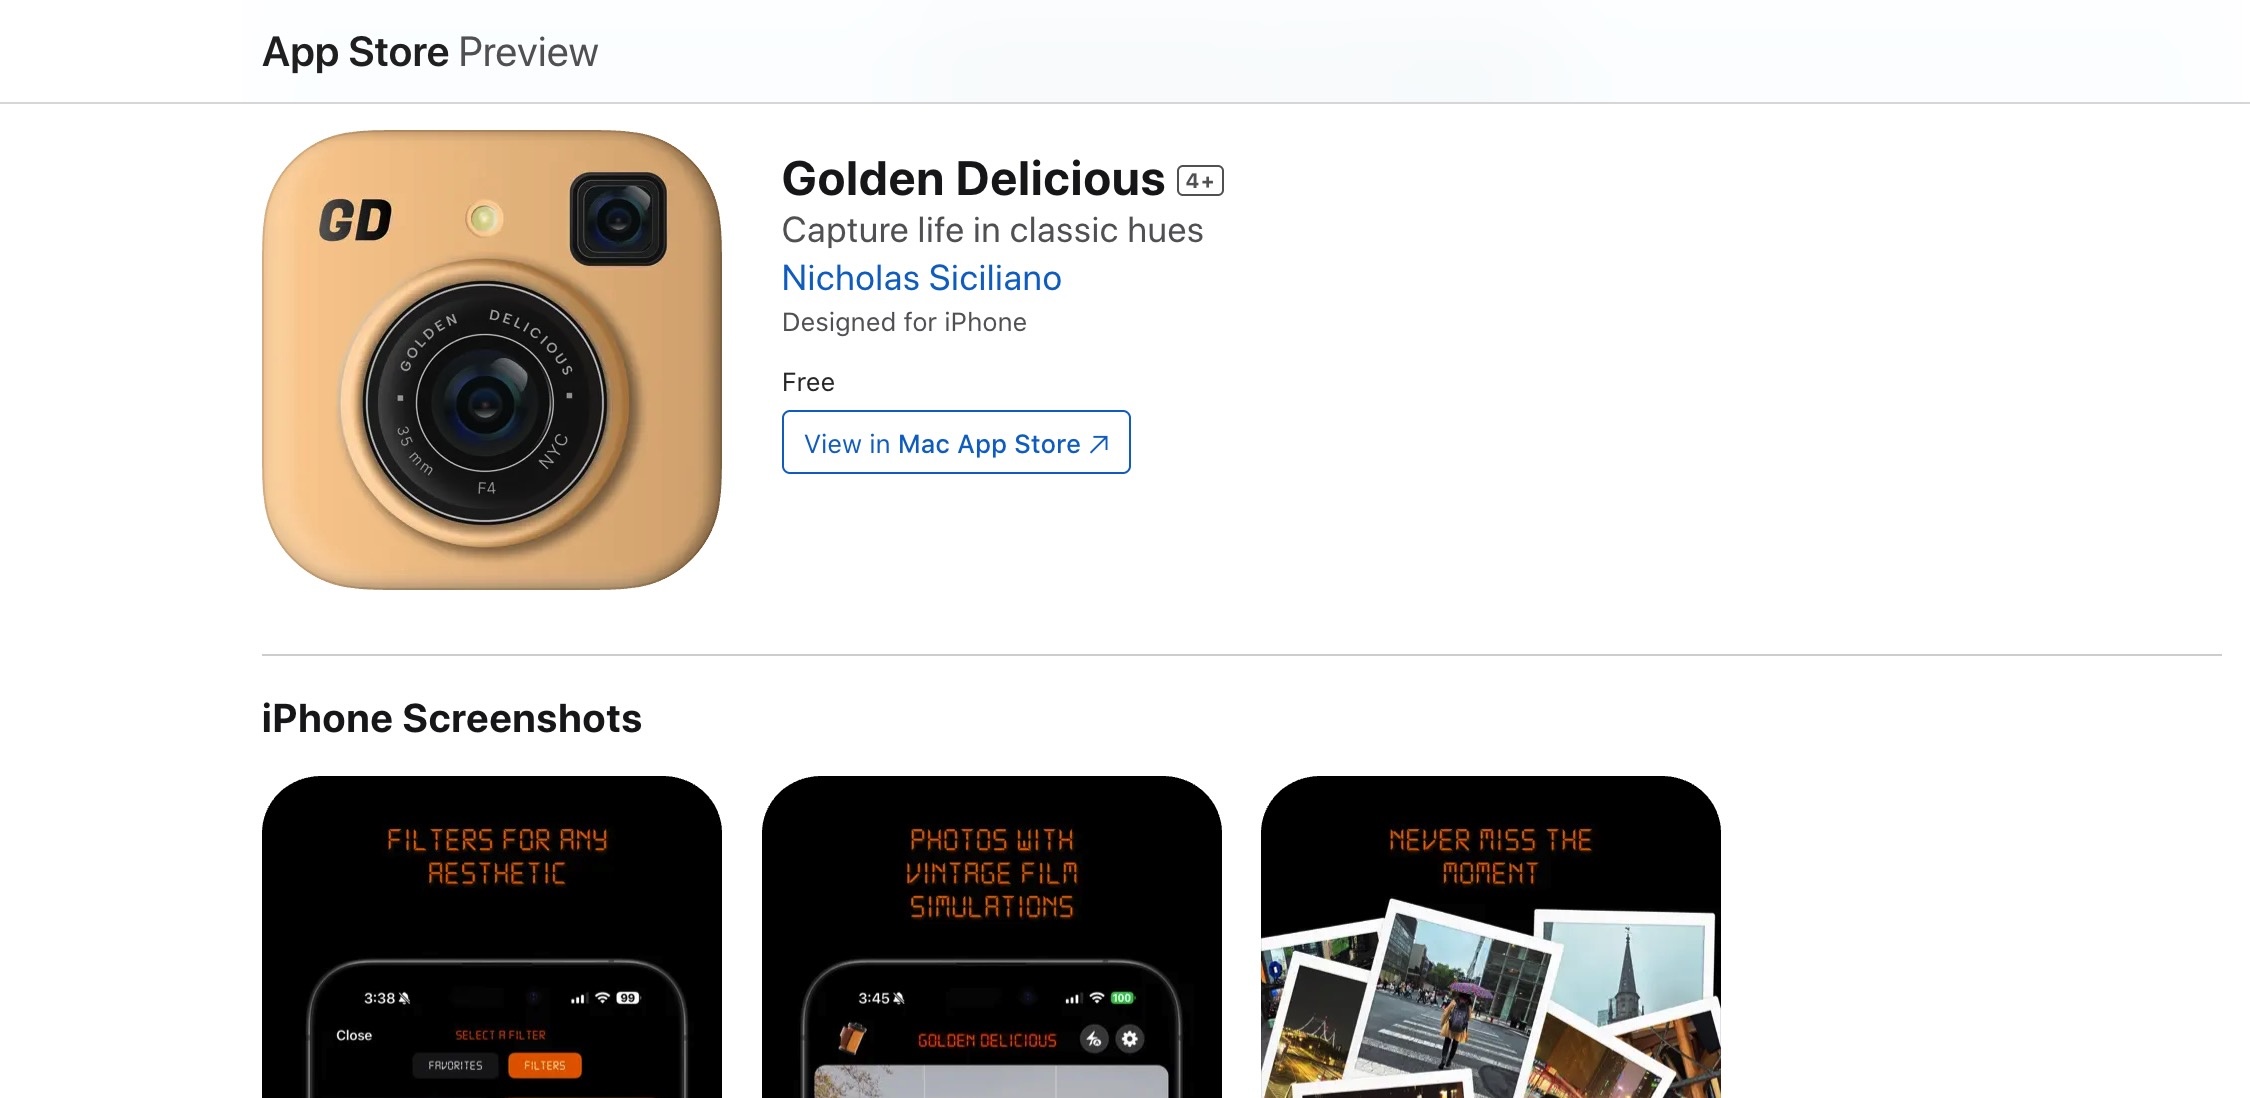 App Store Preview
GD
GOLDEN DELICIOUS
35 mm
F4
NYC
Golden Delicious 4+
Capture life in classic hues
Nicholas Siciliano
Designed for iPhone
Free
View in Mac App Store ↗
iPhone Screenshots
FILTERS FOR ANY
AESTHETIC
3:38
99
Close
SELECT A FILTER
FAVORITES
FILTERS
PHOTOS WITH
VINTAGE FILM
SIMULATIONS
3:45
100
GOLDEN DELICIOUS
NEVER MISS THE
MOMENT